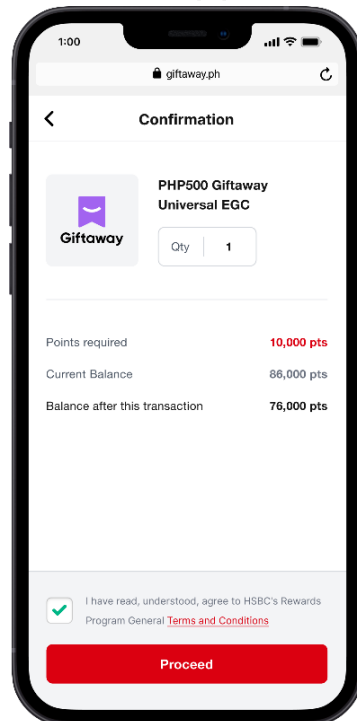 1:00
giftaway.ph
Confirmation
PHP500 Giftaway
Universal EGC
Giftaway
Qty 1
Points required 10,000 pts
Current Balance 86,000 pts
Balance after this transaction 76,000 pts
I have read, understood, agree to HSBC's Rewards
Program General Terms and Conditions
Proceed